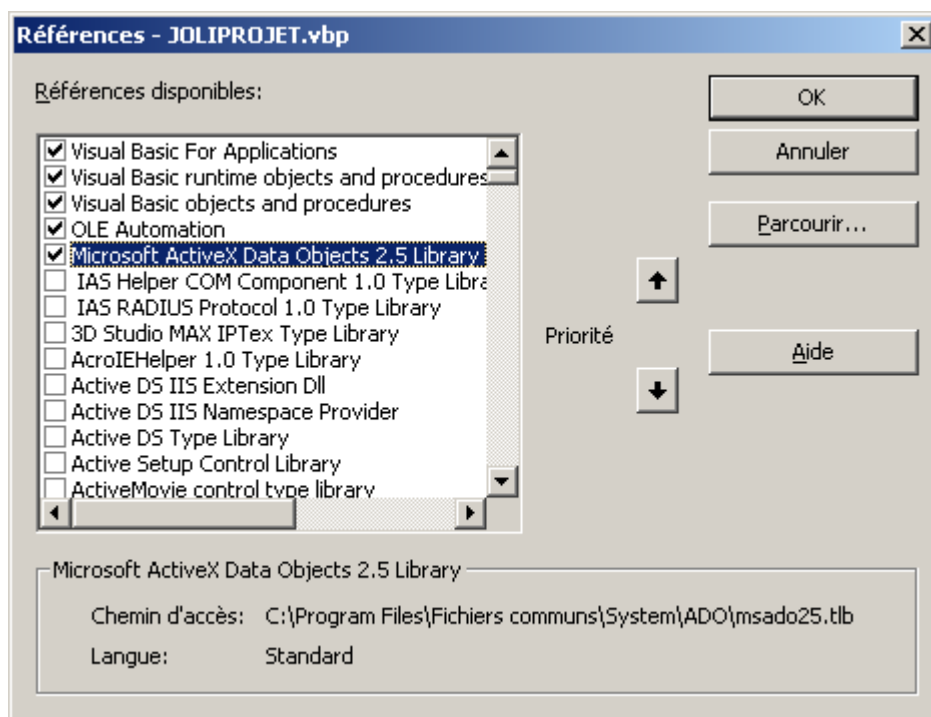 Références - JOLIPROJET.vbp
Références disponibles:
OK
Annuler
Parcourir...
Priorité
Aide
Visual Basic For Applications
Visual Basic runtime objects and procedures
Visual Basic objects and procedures
OLE Automation
Microsoft ActiveX Data Objects 2.5 Library
IAS Helper COM Component 1.0 Type Libra
IAS RADIUS Protocol 1.0 Type Library
3D Studio MAX IPTex Type Library
AcroIEHelper 1.0 Type Library
Active DS IIS Extension Dll
Active DS IIS Namespace Provider
Active DS Type Library
Active Setup Control Library
ActiveMovie control type library
Microsoft ActiveX Data Objects 2.5 Library
Chemin d'accès: C:\Program Files\Fichiers communs\System\ADO\msado25.tlb
Langue: Standard